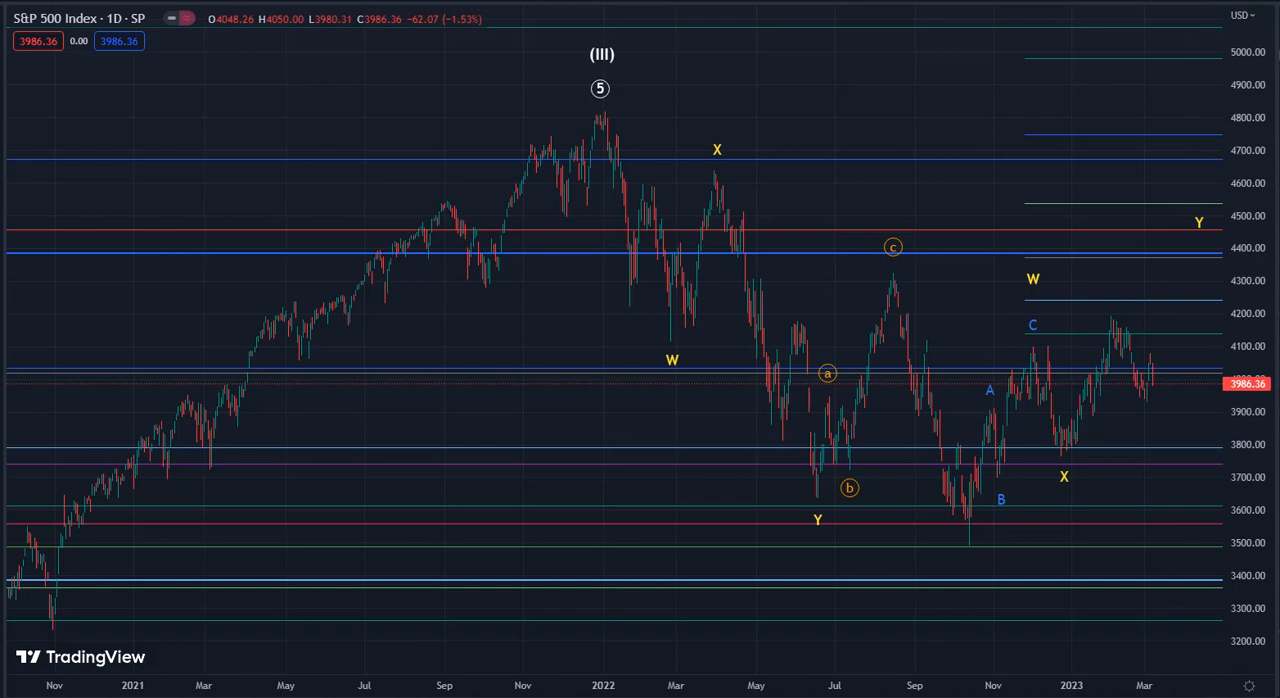 S&P 500 Index · 1D · SP O4048.26 H4050.00 L3980.31 C3986.36 −62.07 (−1.53%)
USD
3986.36 0.00 3986.36
(III)
5
X
c
Y
W
C
W
a
A
X
b
B
Y
5000.00
4900.00
4800.00
4700.00
4600.00
4500.00
4400.00
4300.00
4200.00
4100.00
3986.36
3900.00
3800.00
3700.00
3600.00
3500.00
3400.00
3300.00
3200.00
TradingView
Nov 2021 Mar May Jul Sep Nov 2022 Mar May Jul Sep Nov 2023 Mar